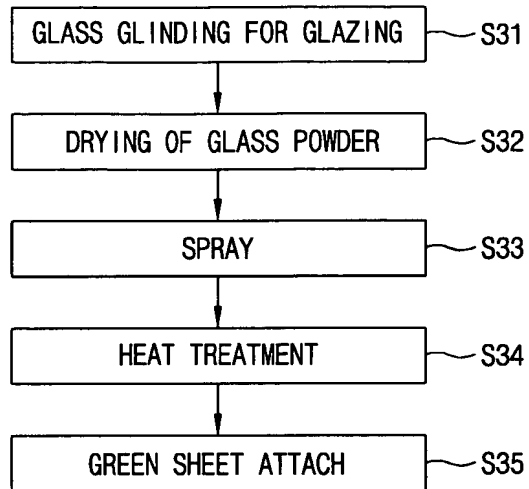 GLASS GLINDING FOR GLAZING S31
DRYING OF GLASS POWDER S32
SPRAY S33
HEAT TREATMENT S34
GREEN SHEET ATTACH S35